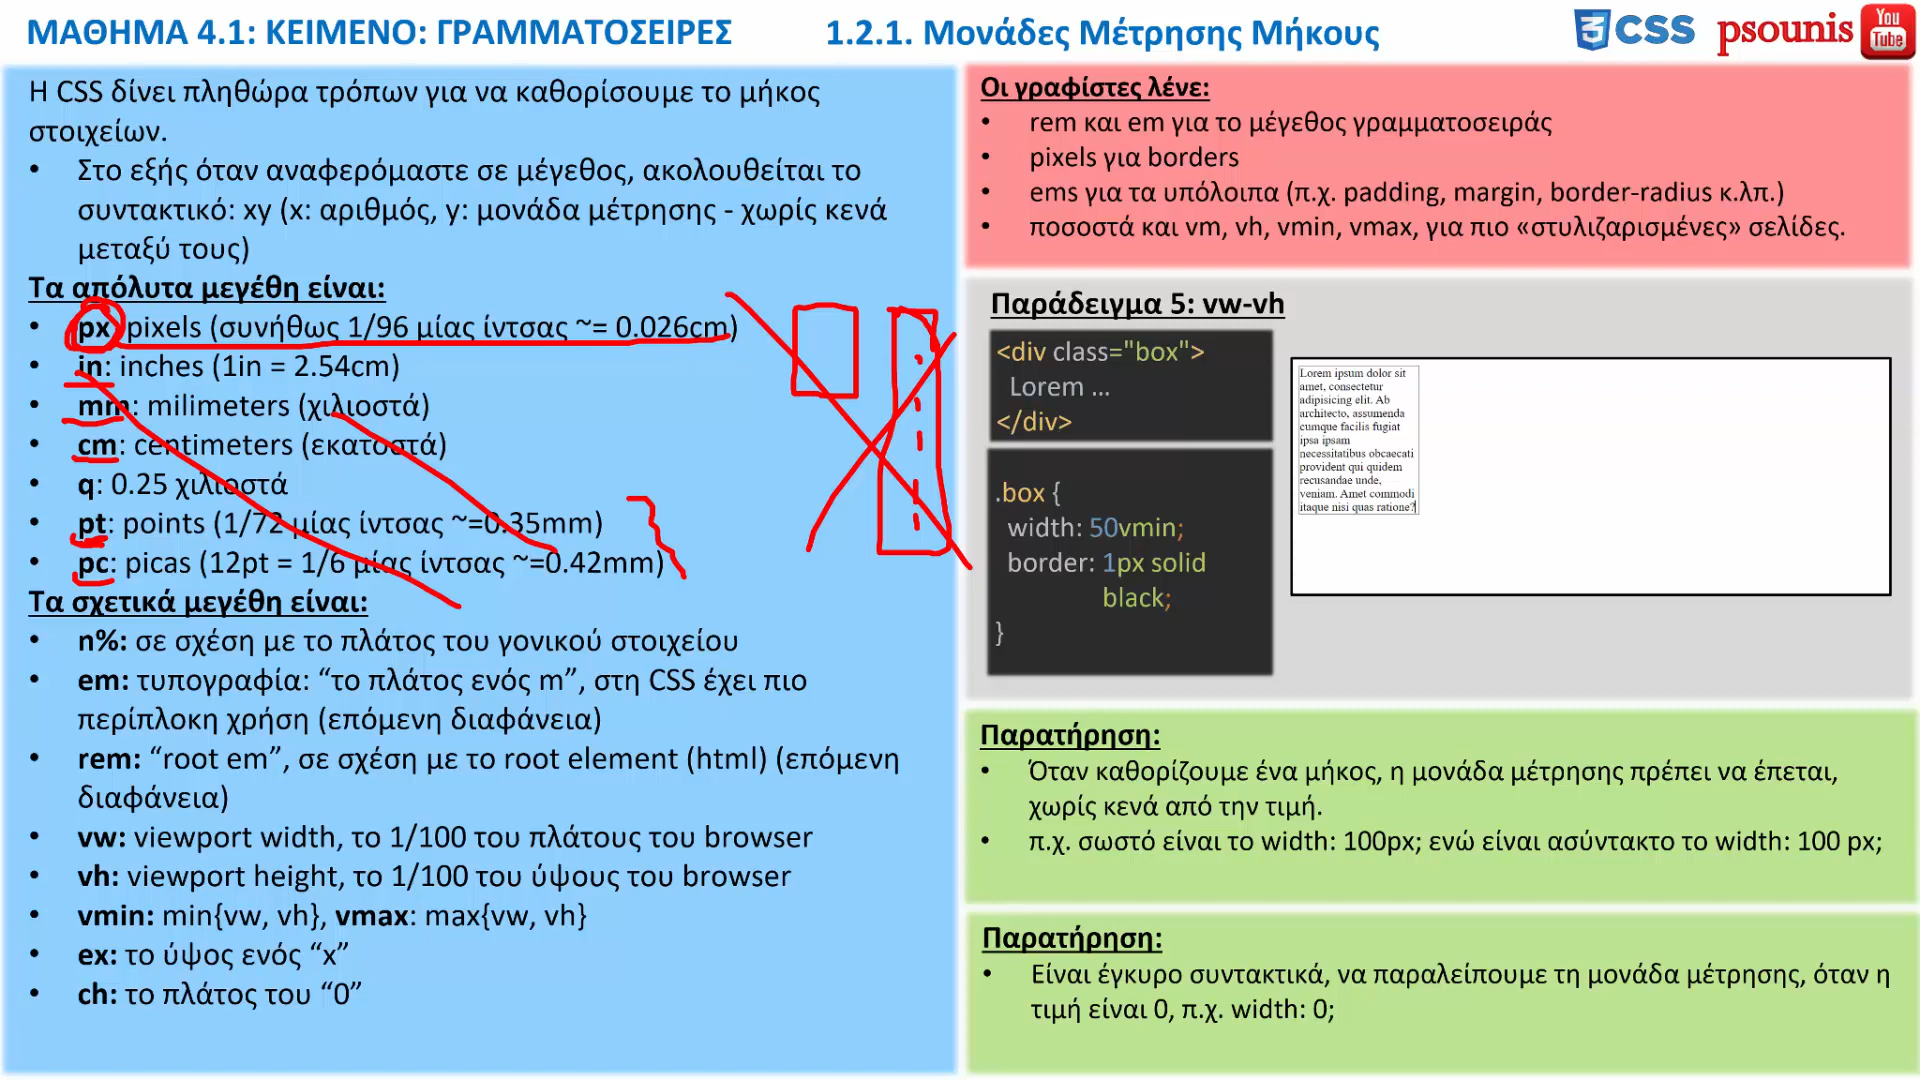 ΜΑΘΗΜΑ 4.1: ΚΕΙΜΕΝΟ: ΓΡΑΜΜΑΤΟΣΕΙΡΕΣ
1.2.1. Μονάδες Μέτρησης Μήκους
CSS psounis You Tube
Η CSS δίνει πληθώρα τρόπων για να καθορίσουμε το μήκος
στοιχείων.
• Στο εξής όταν αναφερόμαστε σε μέγεθος, ακολουθείται το
συντακτικό: xy (x: αριθμός, y: μονάδα μέτρησης - χωρίς κενά
μεταξύ τους)
Τα απόλυτα μεγέθη είναι:
• px: pixels (συνήθως 1/96 μίας ίντσας ~= 0.026cm)
• in: inches (1in = 2.54cm)
• mm: milimeters (χιλιοστά)
• cm: centimeters (εκατοστά)
• q: 0.25 χιλιοστά
• pt: points (1/72 μίας ίντσας ~=0.35mm)
• pc: picas (12pt = 1/6 μίας ίντσας ~=0.42mm)
Τα σχετικά μεγέθη είναι:
• n%: σε σχέση με το πλάτος του γονικού στοιχείου
• em: τυπογραφία: “το πλάτος ενός m”, στη CSS έχει πιο
περίπλοκη χρήση (επόμενη διαφάνεια)
• rem: “root em”, σε σχέση με το root element (html) (επόμενη
διαφάνεια)
• vw: viewport width, το 1/100 του πλάτους του browser
• vh: viewport height, το 1/100 του ύψους του browser
• vmin: min{vw, vh}, vmax: max{vw, vh}
• ex: το ύψος ενός “x”
• ch: το πλάτος του “0”
Οι γραφίστες λένε:
• rem και em για το μέγεθος γραμματοσειράς
• pixels για borders
• ems για τα υπόλοιπα (π.χ. padding, margin, border-radius κ.λπ.)
• ποσοστά και vm, vh, vmin, vmax, για πιο «στυλιζαρισμένες» σελίδες.
Παράδειγμα 5: vw-vh
<div class="box">
Lorem ...
</div>
.box {
width: 50vmin;
border: 1px solid
black;
}
Lorem ipsum dolor sit
amet, consectetur
adipisicing elit. Ab
architecto, assumenda
cumque facilis fugiat
ipsa ipsam
necessitatibus obcaecati
provident qui quidem
recusandae unde,
veniam. Amet commodi
itaque nisi quas ratione?
Παρατήρηση:
• Όταν καθορίζουμε ένα μήκος, η μονάδα μέτρησης πρέπει να έπεται,
χωρίς κενά από την τιμή.
• π.χ. σωστό είναι το width: 100px; ενώ είναι ασύντακτο το width: 100 px;
Παρατήρηση:
• Είναι έγκυρο συντακτικά, να παραλείπουμε τη μονάδα μέτρησης, όταν η
τιμή είναι 0, π.χ. width: 0;